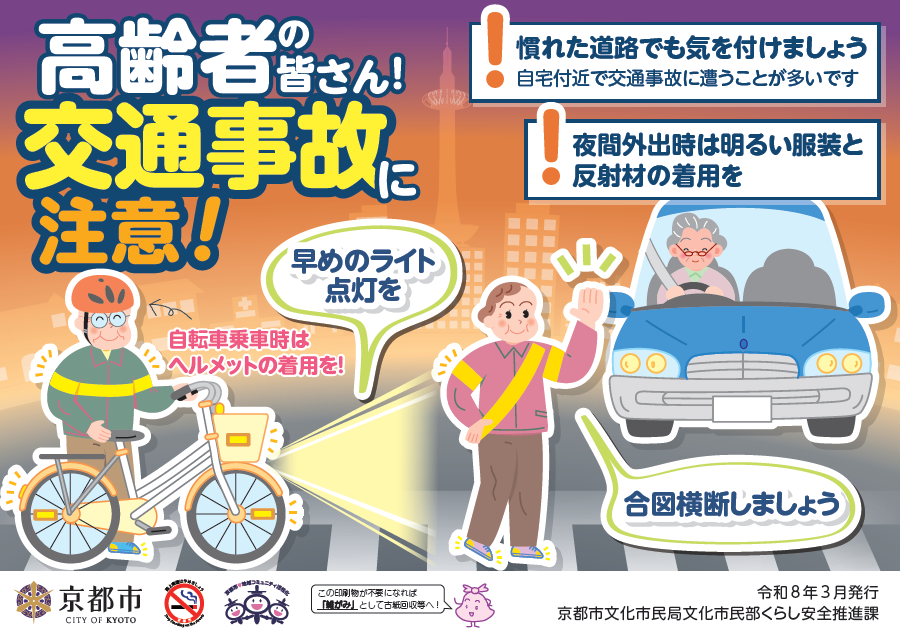 高齢者の
皆さん!
交通事故に
注意!
慣れた道路でも気を付けましょう
自宅付近で交通事故に遭うことが多いです
夜間外出時は明るい服装と
反射材の着用を
早めのライト
点灯を
自転車乗車時は
ヘルメットの着用を!
合図横断しましょう
京都市
CITY OF KYOTO
この印刷物が不要になれば
「雑がみ」として古紙回収等へ!
令和8年3月発行
京都市文化市民局文化市民部くらし安全推進課